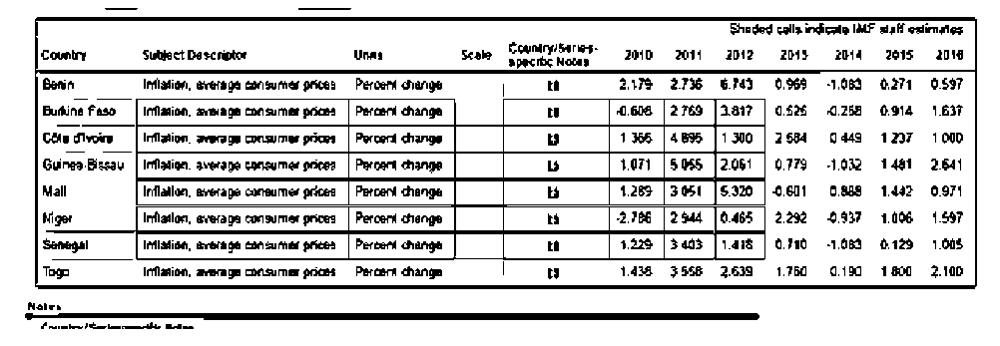 Shaded cells indicate IMF staff estimates
Country Subject Descriptor Units Scale Country/Series-specific Notes 2010 2011 2012 2013 2014 2015 2016
Benin Inflation, average consumer prices Percent change 2.179 2.736 6.743 0.969 -1.083 0.271 0.597
Burkina Faso Inflation, average consumer prices Percent change -0.608 2.769 3.817 0.525 -0.258 0.914 1.637
Côte d'Ivoire Inflation, average consumer prices Percent change 1.366 4.895 1.300 2.584 0.449 1.237 1.000
Guinea-Bissau Inflation, average consumer prices Percent change 1.071 5.055 2.061 0.779 -1.032 1.481 2.641
Mali Inflation, average consumer prices Percent change 1.289 3.051 5.320 -0.601 0.888 1.442 0.971
Niger Inflation, average consumer prices Percent change -2.786 2.944 0.465 2.292 -0.937 1.006 1.597
Senegal Inflation, average consumer prices Percent change 1.229 3.403 1.418 0.710 -1.083 0.129 1.005
Togo Inflation, average consumer prices Percent change 1.436 3.558 2.639 1.760 0.190 1.800 2.100
Notes